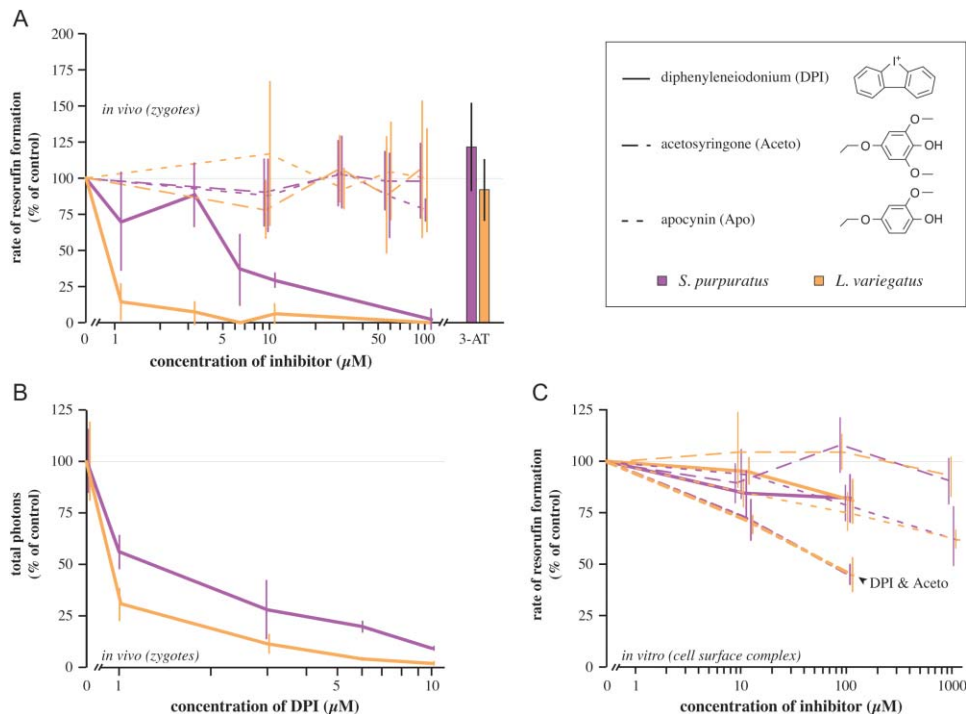 A
200
175
150
125
100
75
50
25
0
rate of resorufin formation
(% of control)
in vivo (zygotes)
0 1 5 10 50 100
3-AT
concentration of inhibitor (µM)
diphenyleneiodonium (DPI)
I+
acetosyringone (Aceto)
O
O
OH
O
apocynin (Apo)
O
O
OH
S. purpuratus
L. variegatus
B
125
100
75
50
25
0
total photons
(% of control)
in vivo (zygotes)
0 1 5 10
concentration of DPI (µM)
C
125
100
75
50
25
0
rate of resorufin formation
(% of control)
DPI & Aceto
in vitro (cell surface complex)
0 1 10 100 1000
concentration of inhibitor (µM)